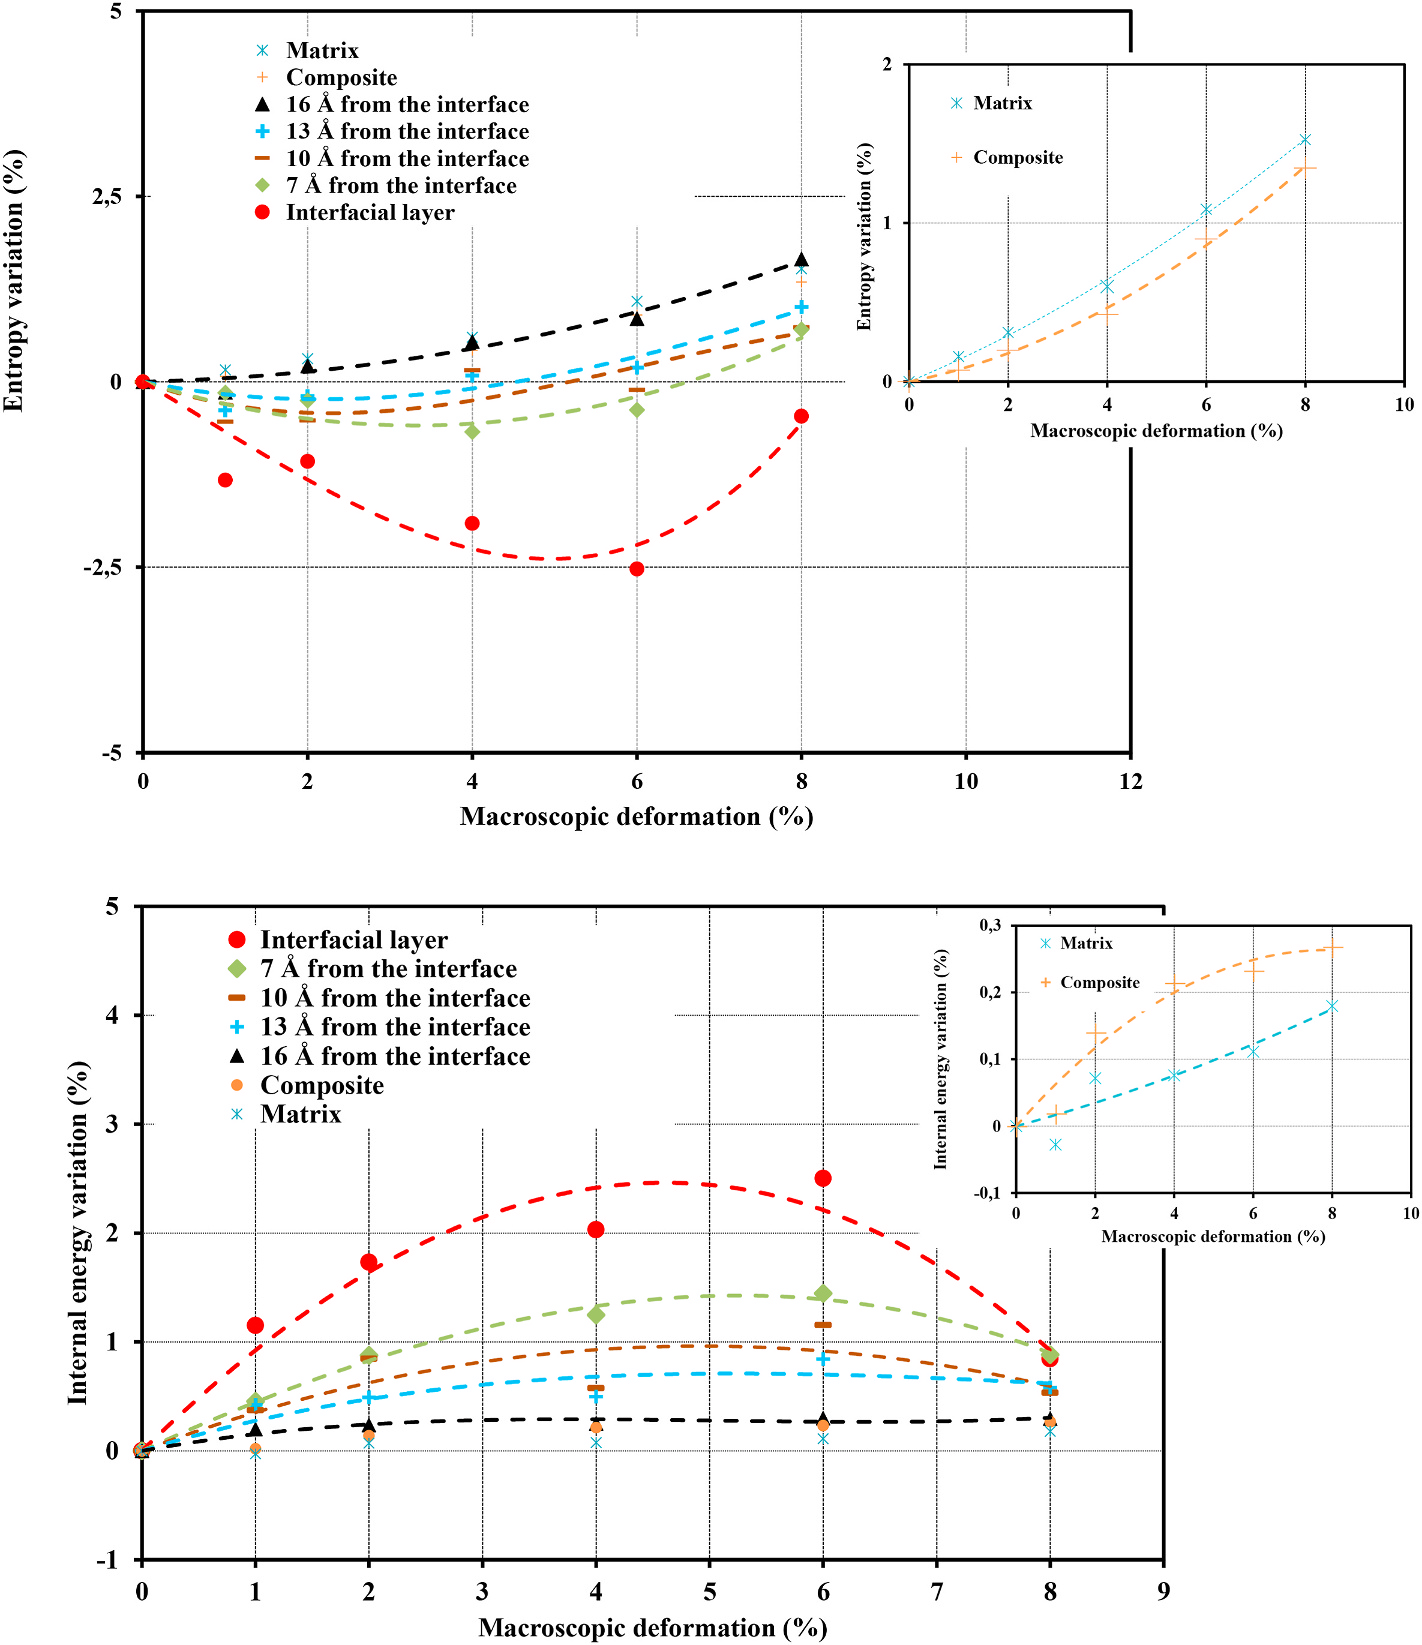 5
2,5
0
-2,5
-5
0
2
4
6
8
10
12
Entropy variation (%)
Macroscopic deformation (%)
Matrix
Composite
16 Å from the interface
13 Å from the interface
10 Å from the interface
7 Å from the interface
Interfacial layer
2
1
0
0
2
4
6
8
10
Entropy variation (%)
Macroscopic deformation (%)
Matrix
Composite
5
4
3
2
1
0
-1
0
1
2
3
4
5
6
7
8
9
Internal energy variation (%)
Macroscopic deformation (%)
Interfacial layer
7 Å from the interface
10 Å from the interface
13 Å from the interface
16 Å from the interface
Composite
Matrix
0,3
0,2
0,1
0
-0,1
0
2
4
6
8
10
Internal energy variation (%)
Macroscopic deformation (%)
Matrix
Composite